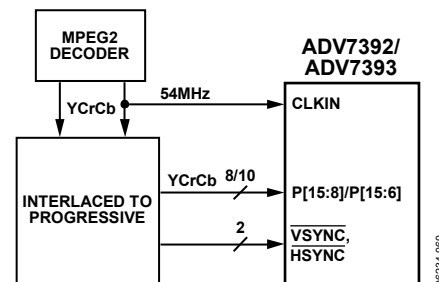 MPEG2
DECODER
YCrCb
54MHz
ADV7392/
ADV7393
CLKIN
INTERLACED TO
PROGRESSIVE
YCrCb
8/10
P[15:8]/P[15:6]
2
VSYNC,
HSYNC